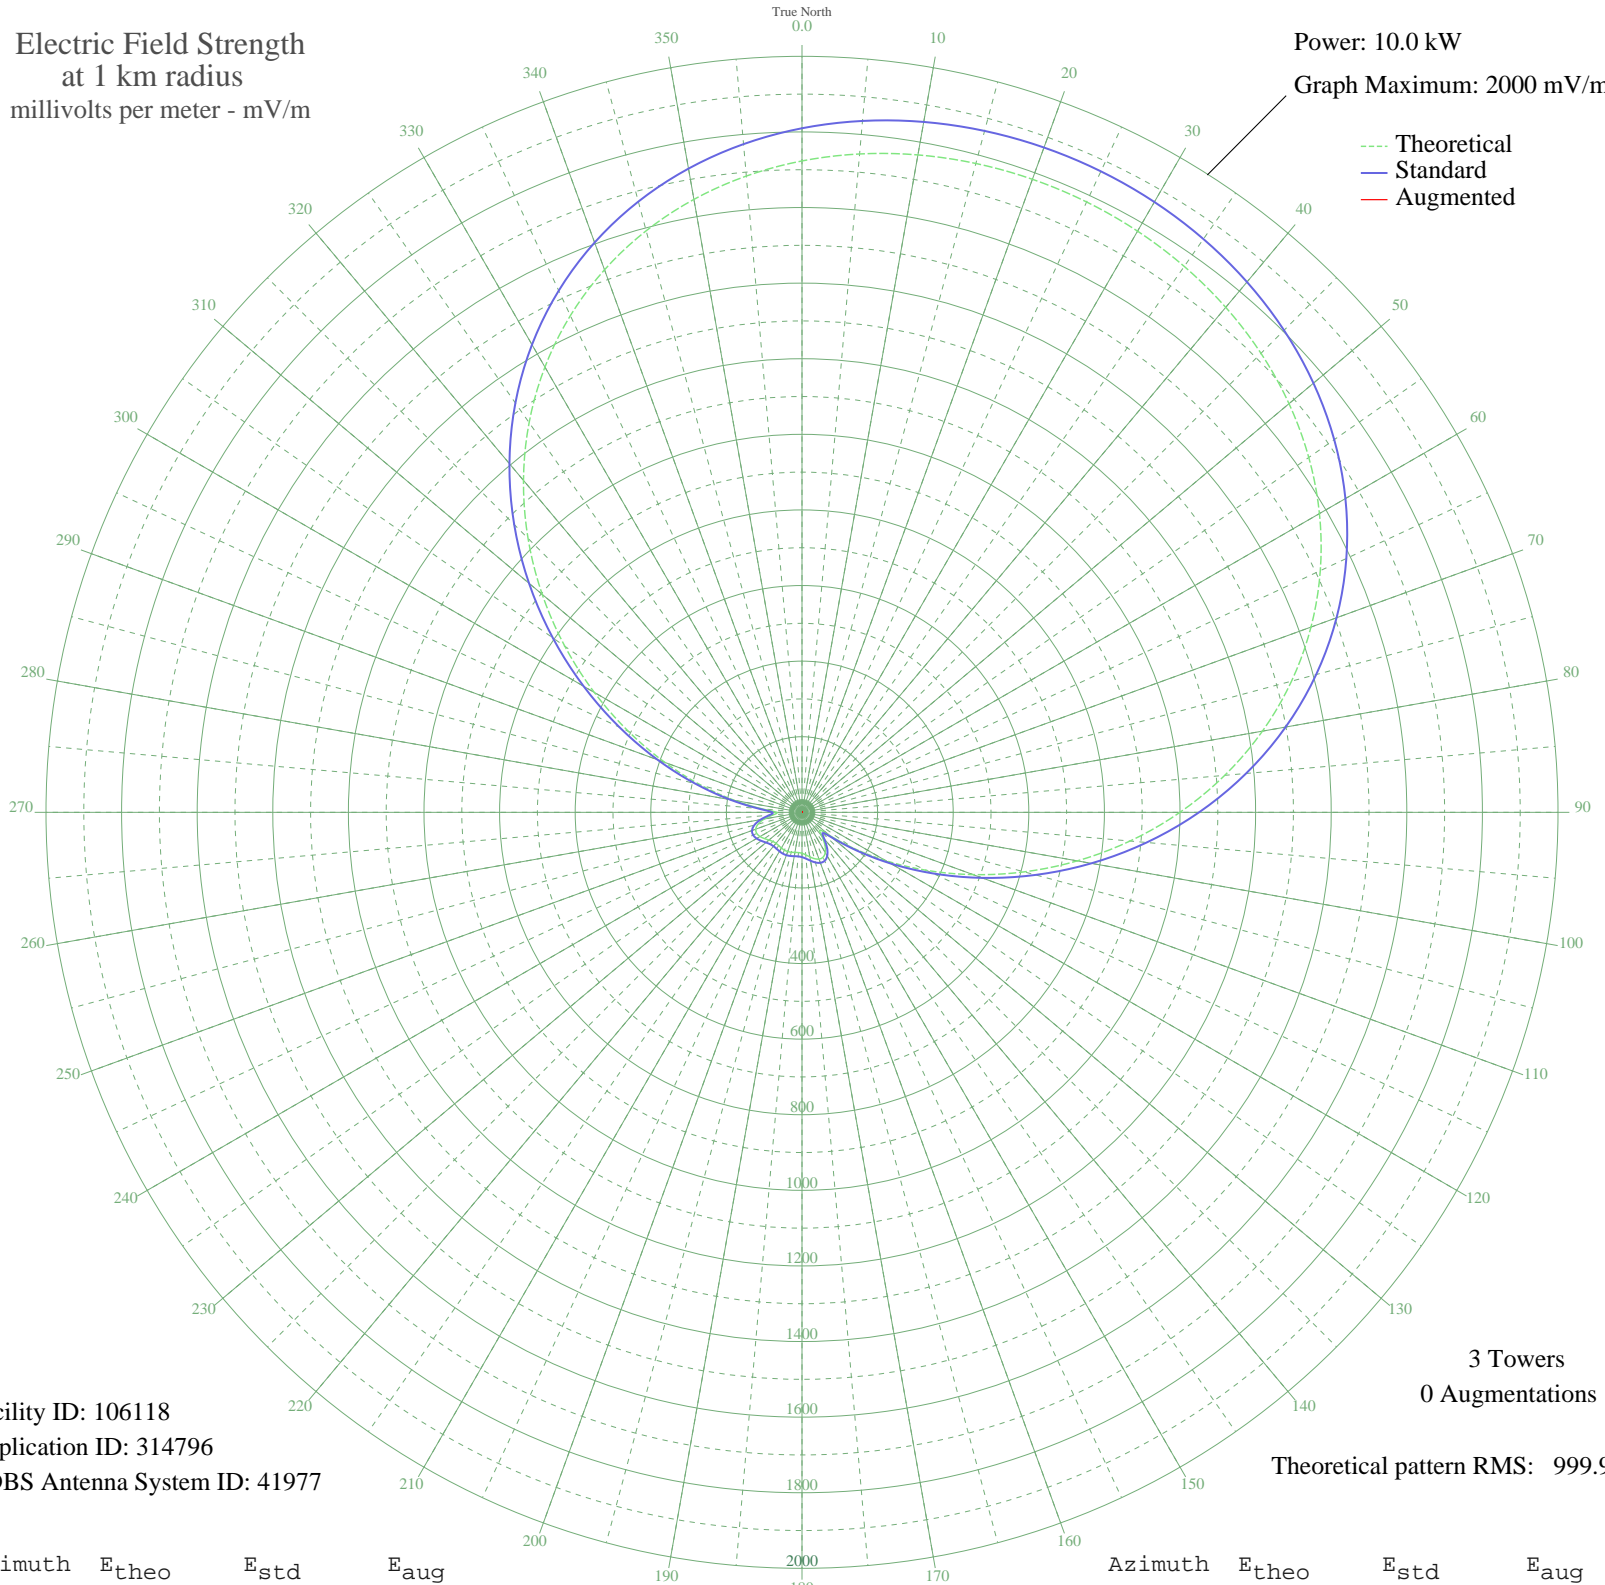 True North
0.0
Electric Field Strength
at 1 km radius
millivolts per meter - mV/m
Power: 10.0 kW
Graph Maximum: 2000 mV/m
Theoretical
Standard
Augmented
10
20
30
40
50
60
70
80
90
100
110
120
130
140
150
160
170
190
200
210
220
230
240
250
260
270
280
290
300
310
320
330
340
350
400
600
800
1000
1200
1400
1600
1800
2000
3 Towers
0 Augmentations
cility ID: 106118
plication ID: 314796
DBS Antenna System ID: 41977
Theoretical pattern RMS: 999.9
imuth Etheo Estd Eaug
Azimuth Etheo Estd Eaug